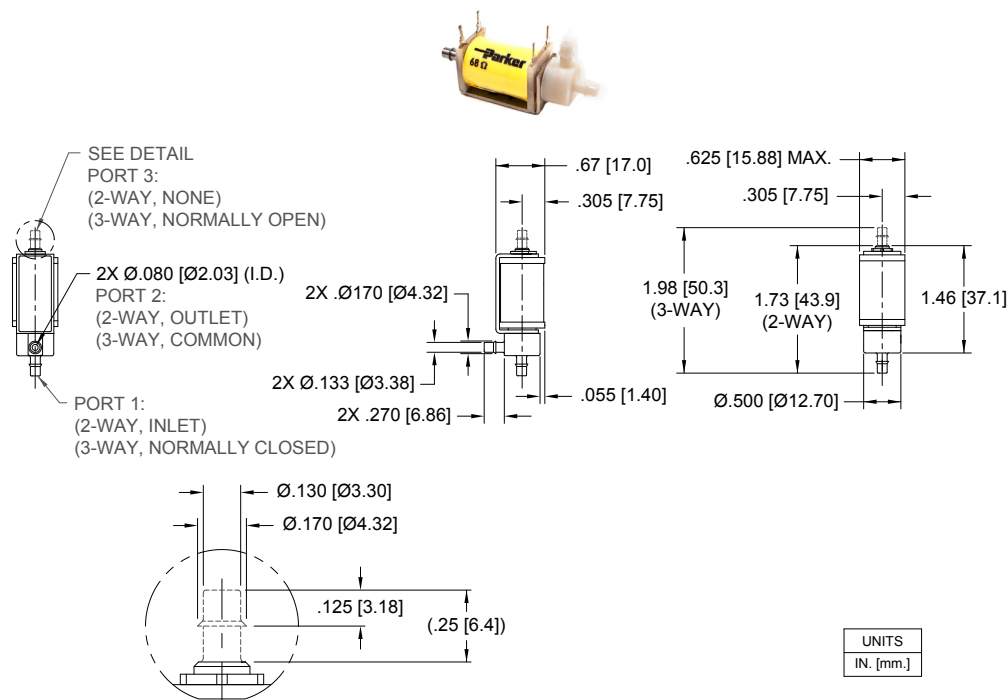 Parker
68 Ω
SEE DETAIL
PORT 3:
(2-WAY, NONE)
(3-WAY, NORMALLY OPEN)
2X Ø.080 [Ø2.03] (I.D.)
PORT 2:
(2-WAY, OUTLET)
(3-WAY, COMMON)
PORT 1:
(2-WAY, INLET)
(3-WAY, NORMALLY CLOSED)
.67 [17.0]
.305 [7.75]
2X .Ø170 [Ø4.32]
2X Ø.133 [Ø3.38]
2X .270 [6.86]
.055 [1.40]
.625 [15.88] MAX.
.305 [7.75]
1.98 [50.3]
(3-WAY)
1.73 [43.9]
(2-WAY)
1.46 [37.1]
Ø.500 [Ø12.70]
Ø.130 [Ø3.30]
Ø.170 [Ø4.32]
.125 [3.18]
(.25 [6.4])
UNITS
IN. [mm.]